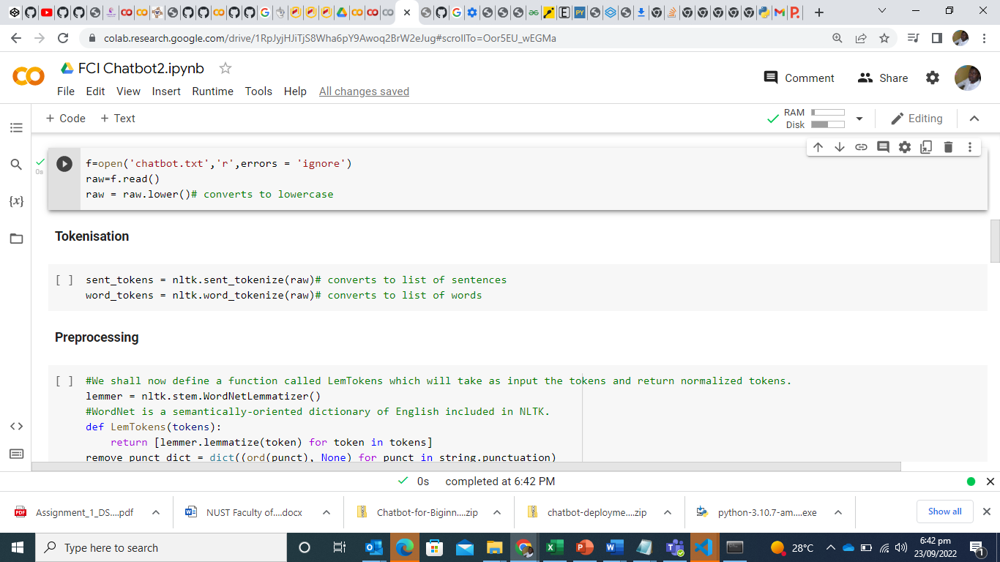 colab.research.google.com/drive/1RpJyjHJiTjS8Wha6pY9Awoq2BrW2eJug#scrollTo=Oor5EU_wEGMa
FCI Chatbot2.ipynb
Comment
Share
File Edit View Insert Runtime Tools Help All changes saved
+ Code + Text
RAM
Disk
Editing
f=open('chatbot.txt','r',errors = 'ignore')
0s
raw=f.read()
raw = raw.lower()# converts to lowercase
{x}
Tokenisation
[ ] sent_tokens = nltk.sent_tokenize(raw)# converts to list of sentences
word_tokens = nltk.word_tokenize(raw)# converts to list of words
Preprocessing
[ ] #We shall now define a function called LemTokens which will take as input the tokens and return normalized tokens.
lemmer = nltk.stem.WordNetLemmatizer()
#WordNet is a semantically-oriented dictionary of English included in NLTK.
def LemTokens(tokens):
return [lemmer.lemmatize(token) for token in tokens]
remove_punct_dict = dict((ord(punct), None) for punct in string.punctuation)
0s completed at 6:42 PM
Assignment_1_DS....pdf
NUST Faculty of....docx
Chatbot-for-Biginn....zip
chatbot-deployme....zip
python-3.10.7-am....exe
Show all
Type here to search
28°C
6:42 pm
23/09/2022
1